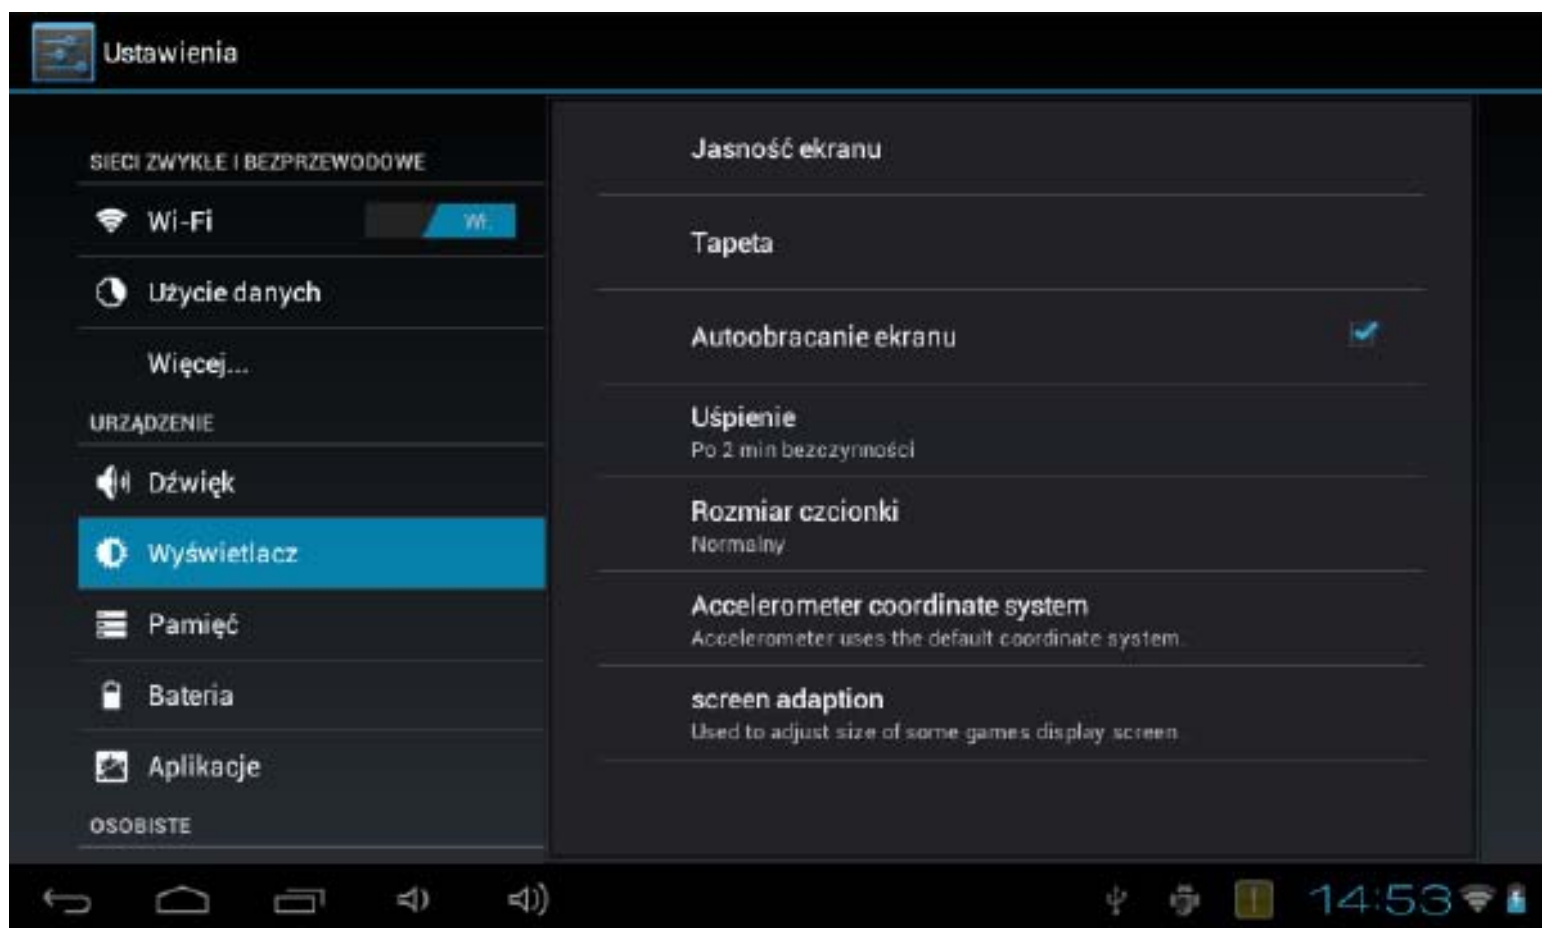 Ustawienia
SIECI ZWYKŁE I BEZPRZEWODOWE
Wi-Fi
WŁ.
Użycie danych
Więcej...
URZĄDZENIE
Dźwięk
Wyświetlacz
Pamięć
Bateria
Aplikacje
OSOBISTE
Jasność ekranu
Tapeta
Autoobracanie ekranu
Uśpienie
Po 2 min bezczynności
Rozmiar czcionki
Normalny
Accelerometer coordinate system
Accelerometer uses the default coordinate system.
screen adaption
Used to adjust size of some games display screen
14:53